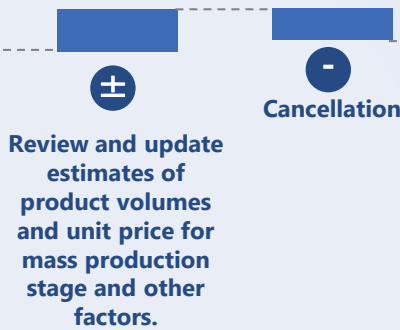 ±
-
Cancellation
Review and update
estimates of
product volumes
and unit price for
mass production
stage and other
factors.